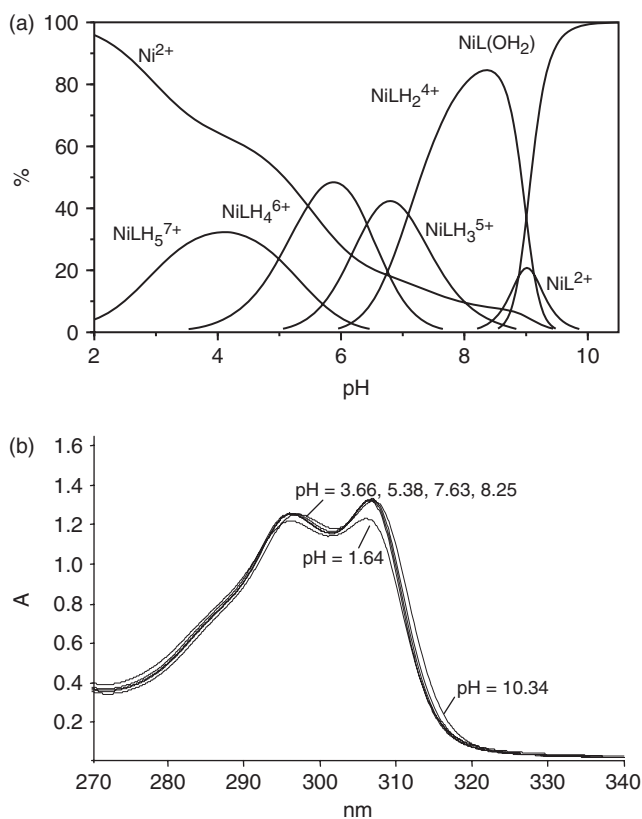 (a)
100
80
60
40
20
0
%
Ni²⁺
NiLH₅⁷⁺
NiLH₄⁶⁺
NiLH₃⁵⁺
NiLH₂⁴⁺
NiL(OH₂)
NiL²⁺
2 4 6 8 10
pH
(b)
1.6
1.4
1.2
1.0
0.8
0.6
0.4
0.2
A
pH = 3.66, 5.38, 7.63, 8.25
pH = 1.64
pH = 10.34
270 280 290 300 310 320 330 340
nm